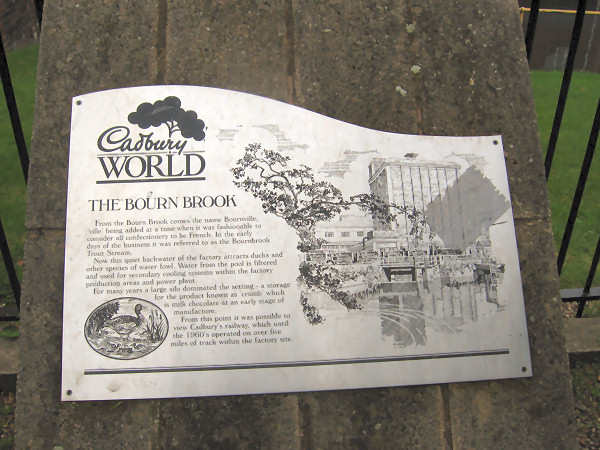 Cadbury
WORLD
THE BOURN BROOK
From the Bourn Brook comes the name Bournville,
'ville' being added at a time when it was fashionable to
consider all confectionery to be French. In the early
days of the business it was referred to as the Bournbrook
Trout Stream.
Now this quiet backwater of the factory attracts ducks and
other species of water fowl. Water from the pool is filtered
and used for secondary cooling systems within the factory
production areas and power plant.
For many years a large silo dominated the setting - a storage
for the product known as 'crumb' which
is milk chocolate at an early stage of
manufacture.
From this point it was possible to
view Cadbury's railway, which until
the 1960's operated on over five
miles of track within the factory site